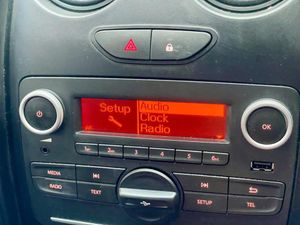 Audio
Setup Clock
Radio
OK
1 2 3 4 5 6
MEDIA
RADIO TEXT SETUP TEL